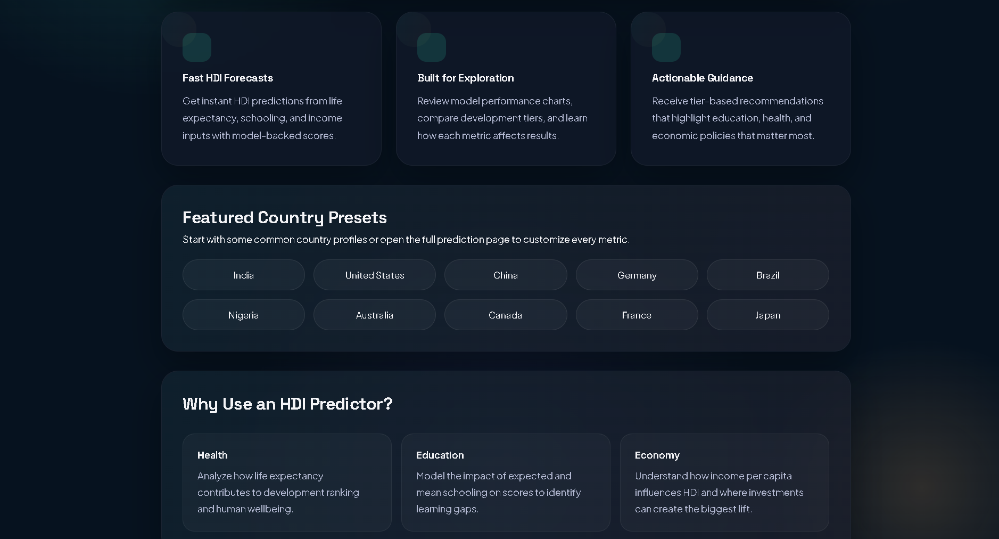 Fast HDI Forecasts
Get instant HDI predictions from life
expectancy, schooling, and income
inputs with model-backed scores.
Built for Exploration
Review model performance charts,
compare development tiers, and learn
how each metric affects results.
Actionable Guidance
Receive tier-based recommendations
that highlight education, health, and
economic policies that matter most.
Featured Country Presets
Start with some common country profiles or open the full prediction page to customize every metric.
India
United States
China
Germany
Brazil
Nigeria
Australia
Canada
France
Japan
Why Use an HDI Predictor?
Health
Analyze how life expectancy
contributes to development ranking
and human wellbeing.
Education
Model the impact of expected and
mean schooling on scores to identify
learning gaps.
Economy
Understand how income per capita
influences HDI and where investments
can create the biggest lift.